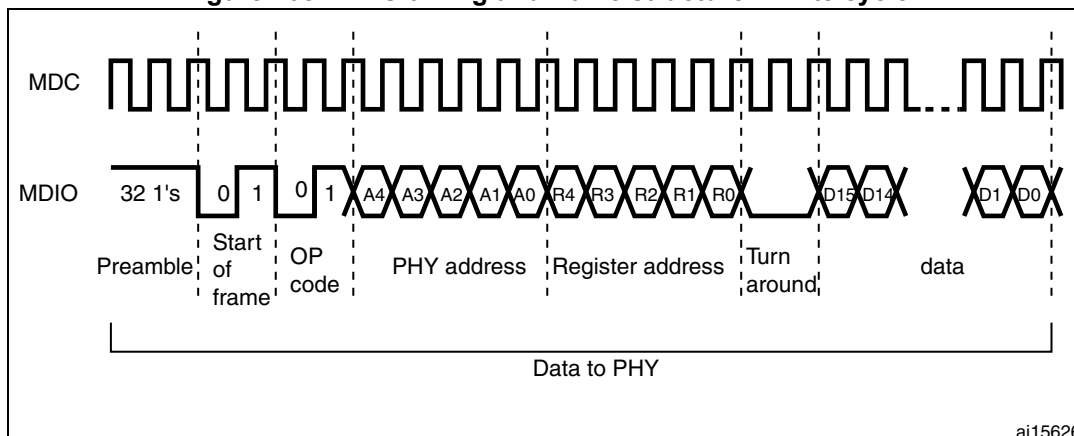 MDC
MDIO
32 1's 0 1 0 1 A4 A3 A2 A1 A0 R4 R3 R2 R1 R0 D15 D14 D1 D0
Preamble
Start
of
frame
OP
code
PHY address
Register address
Turn
around
data
Data to PHY
ai15626